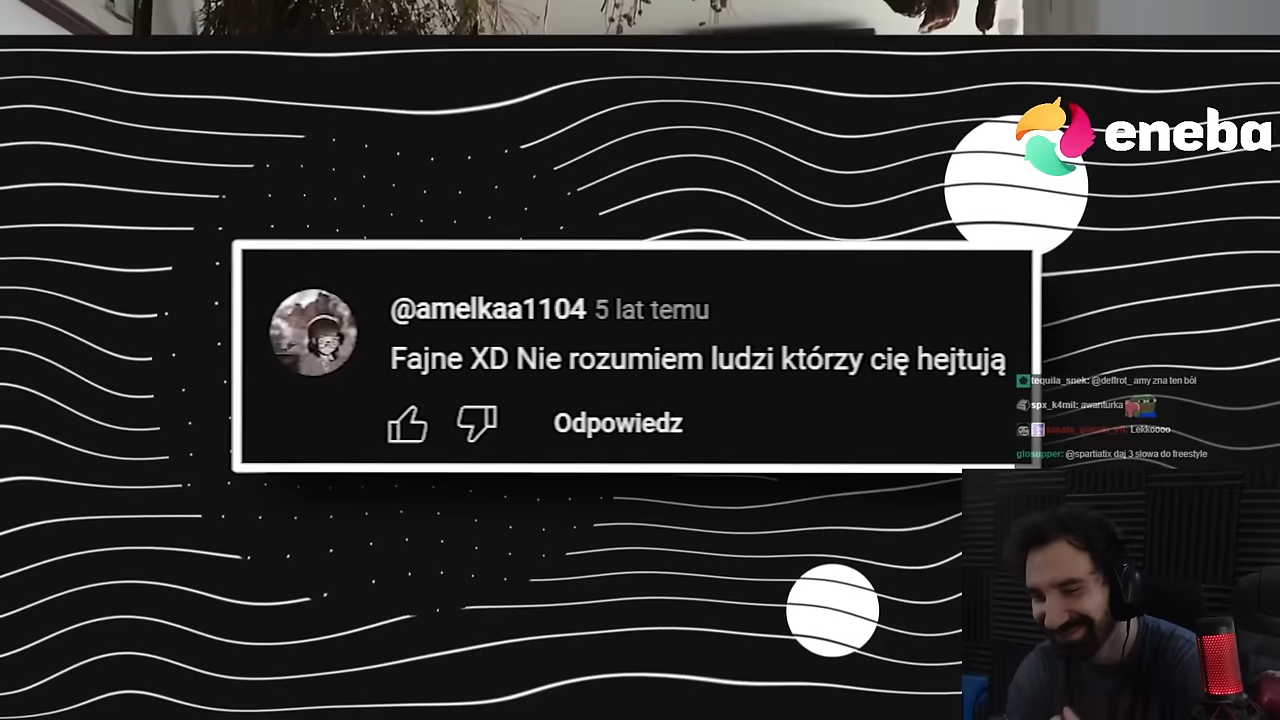 eneba
@amelkaa1104 5 lat temu
Fajne XD Nie rozumiem ludzi którzy cię hejtują
Odpowiedz
tequila_snek: @deffrot_ amy zna ten ból
spx_k4mil: awanturka
Lekkoooo
glosupper: @spartiatix daj 3 słowa do freestyle